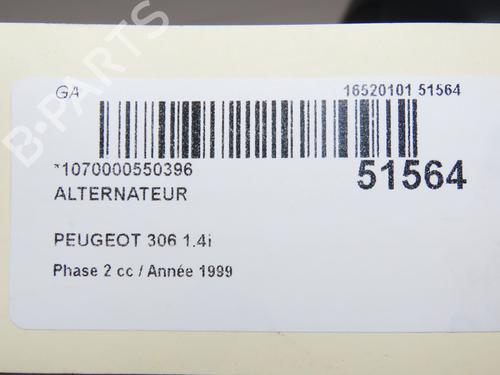 GA 16520101 51564
*1070000550396 51564
ALTERNATEUR
PEUGEOT 306 1.4i
Phase 2 cc / Année 1999
B-PARTS